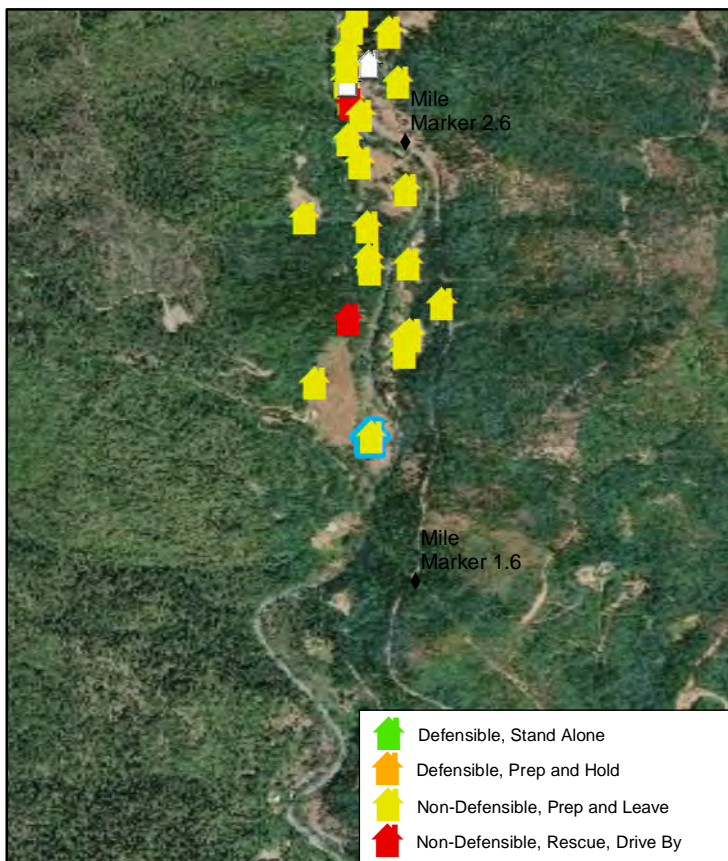 Mile
Marker 2.6
Mile
Marker 1.6
Defensible, Stand Alone
Defensible, Prep and Hold
Non-Defensible, Prep and Leave
Non-Defensible, Rescue, Drive By